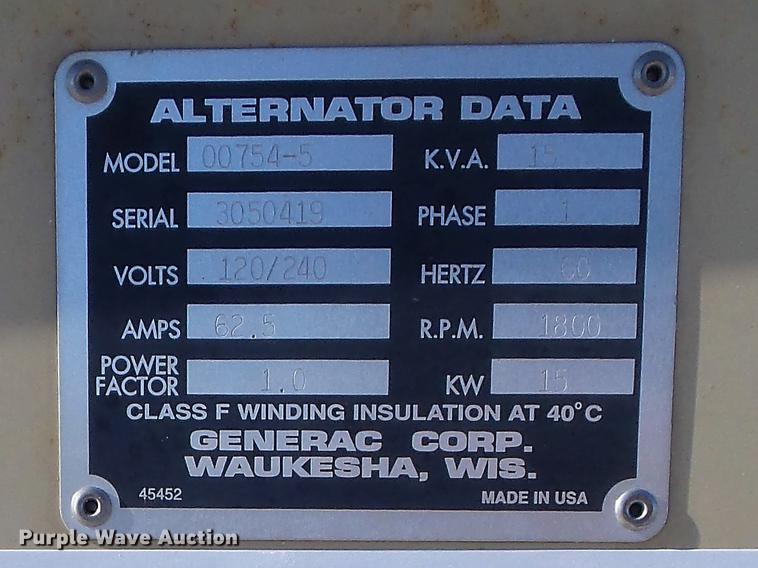 ALTERNATOR DATA
MODEL 00754-5 K.V.A. 15
SERIAL 3050419 PHASE 1
VOLTS 120/240 HERTZ 60
AMPS 62.5 R.P.M. 1800
POWER FACTOR 1.0 KW 15
CLASS F WINDING INSULATION AT 40°C
GENERAC CORP.
WAUKESHA, WIS.
45452 MADE IN USA
Purple Wave Auction